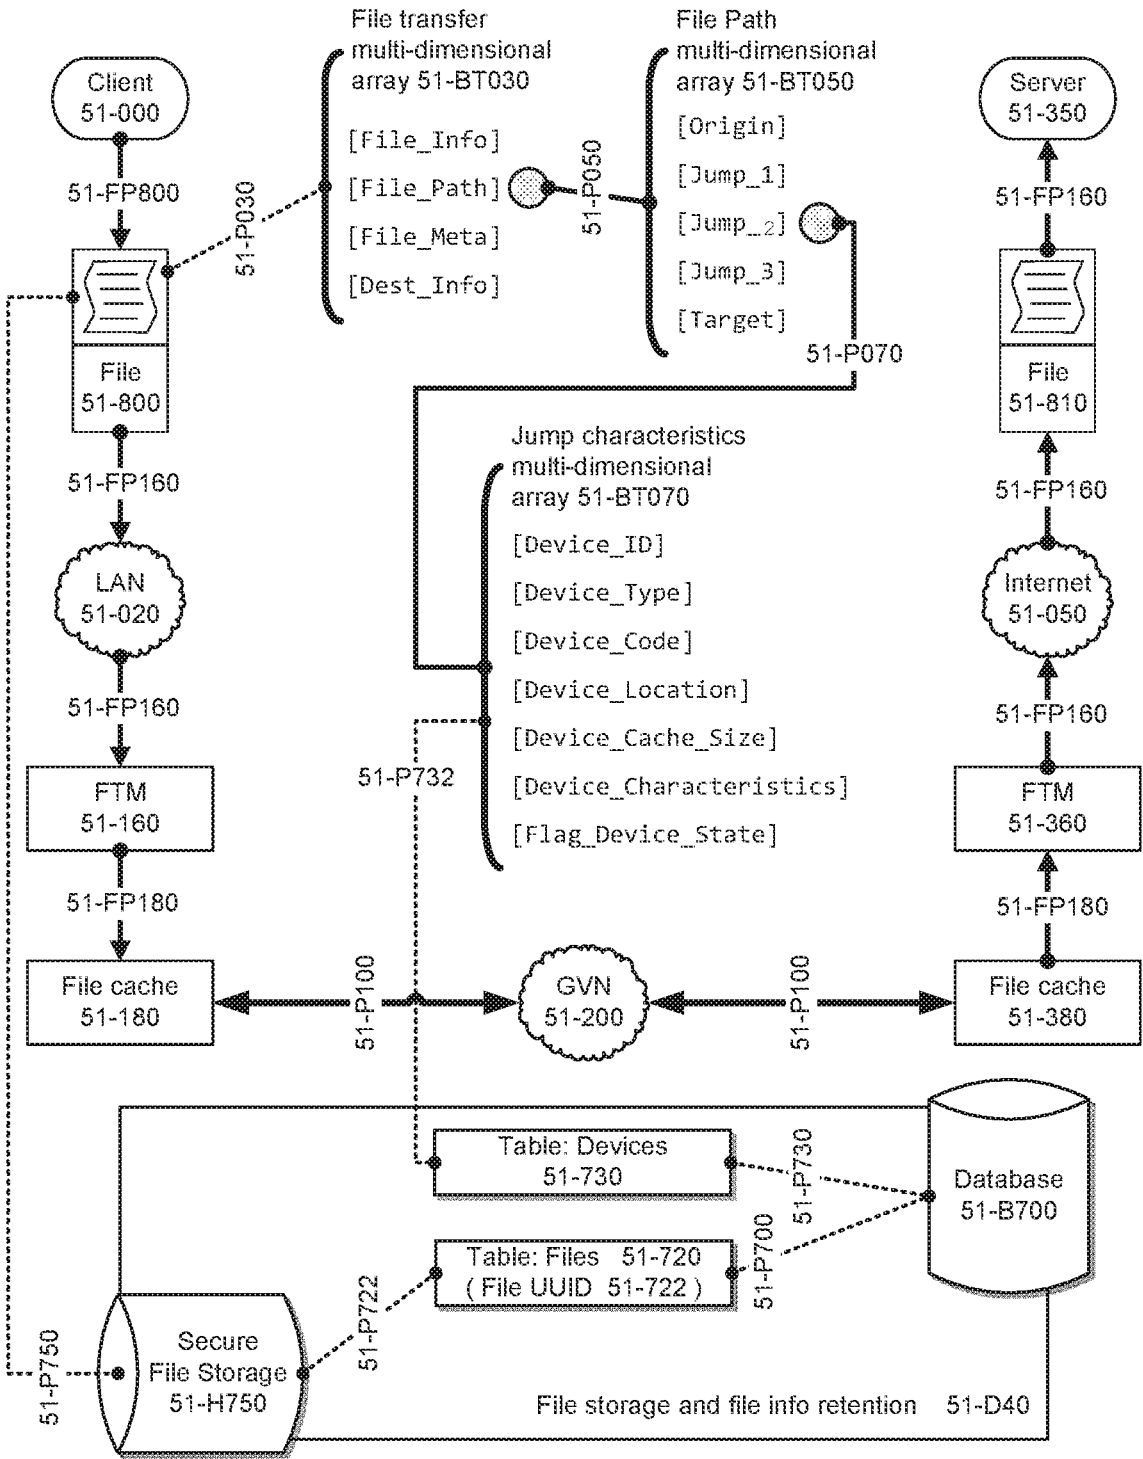 File transfer
multi-dimensional
array 51-BT030
[File_Info]
[File_Path]
[File_Meta]
[Dest_Info]
File Path
multi-dimensional
array 51-BT050
[Origin]
[Jump_1]
[Jump_2]
[Jump_3]
[Target]
Client
51-000
51-FP800
51-P030
51-P050
51-P070
File
51-800
51-FP160
LAN
51-020
51-FP160
FTM
51-160
51-FP180
File cache
51-180
Server
51-350
51-FP160
File
51-810
51-FP160
Internet
51-050
51-FP160
FTM
51-360
51-FP180
File cache
51-380
Jump characteristics
multi-dimensional
array 51-BT070
[Device_ID]
[Device_Type]
[Device_Code]
[Device_Location]
[Device_Cache_Size]
[Device_Characteristics]
[Flag_Device_State]
51-P732
51-P100
GVN
51-200
51-P100
Table: Devices
51-730
51-P730
Database
51-B700
Table: Files 51-720
( File UUID 51-722 )
51-P700
51-P722
51-P750
Secure
File Storage
51-H750
File storage and file info retention 51-D40